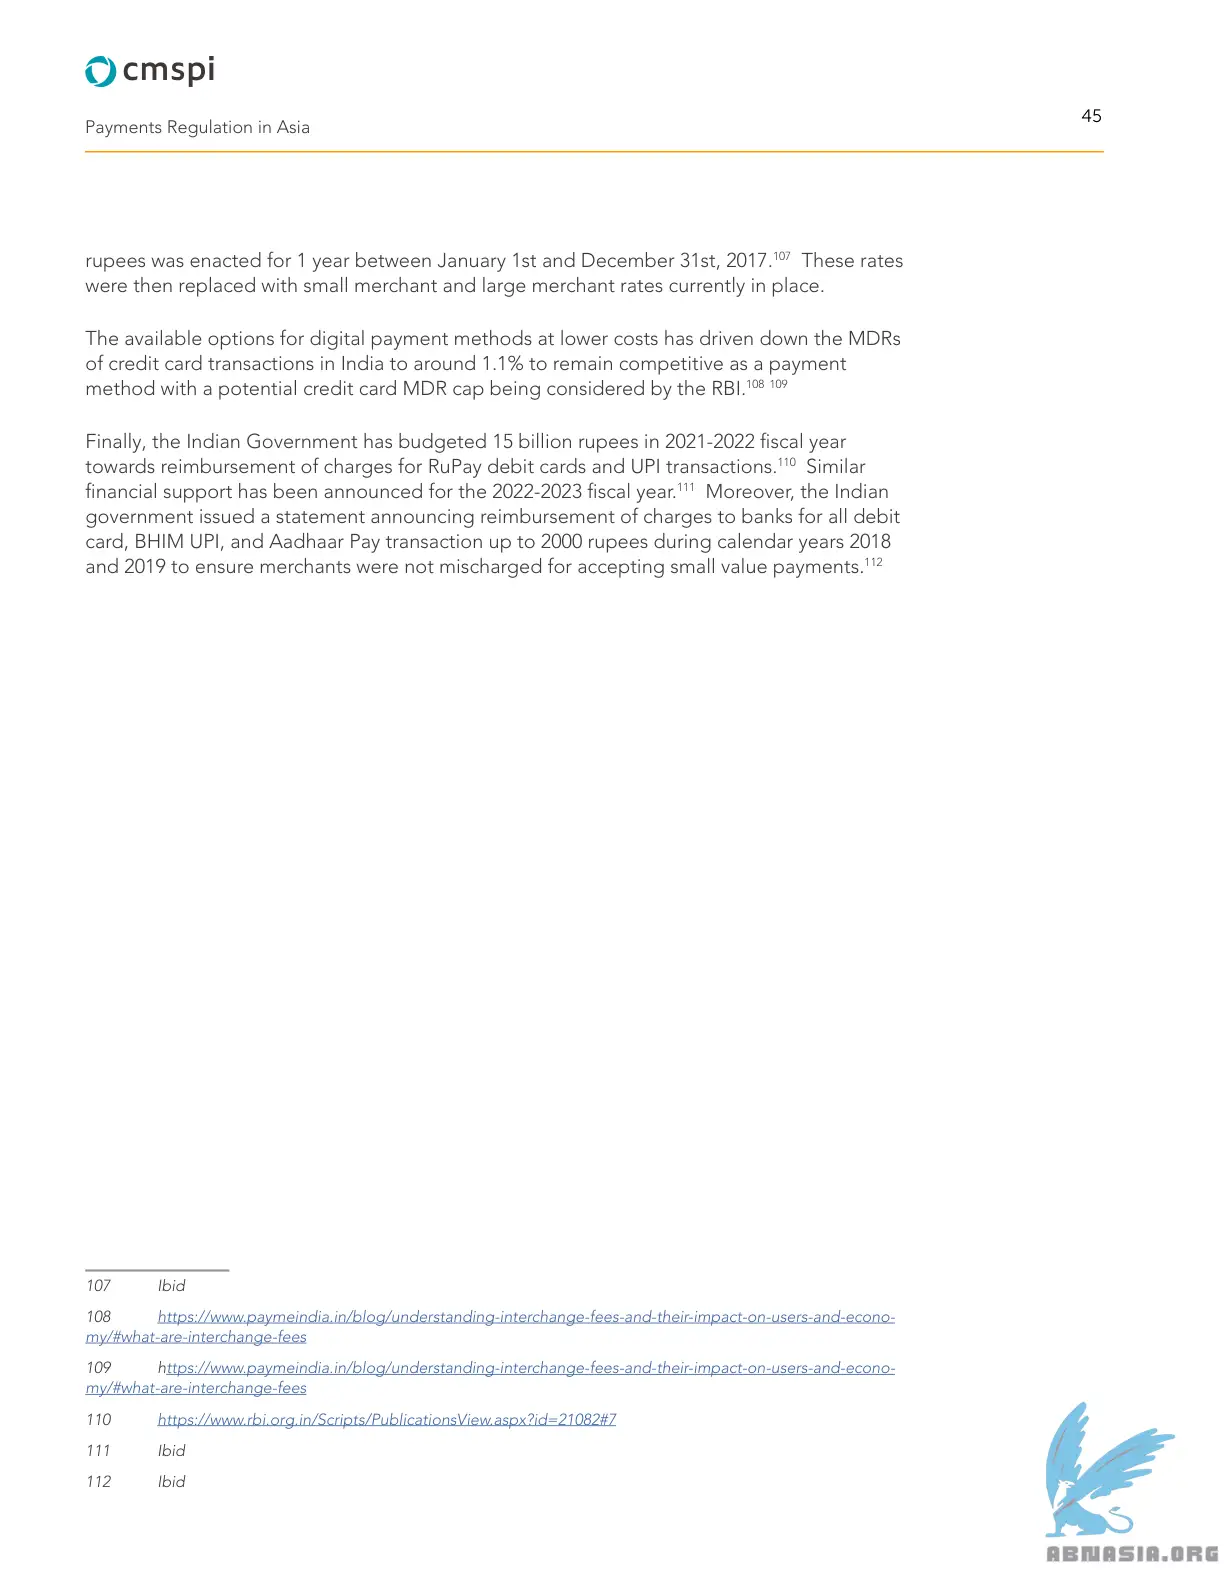 cmspi
Payments Regulation in Asia
45
rupees was enacted for 1 year between January 1st and December 31st, 2017.107 These rates
were then replaced with small merchant and large merchant rates currently in place.
The available options for digital payment methods at lower costs has driven down the MDRs
of credit card transactions in India to around 1.1% to remain competitive as a payment
method with a potential credit card MDR cap being considered by the RBI.108 109
Finally, the Indian Government has budgeted 15 billion rupees in 2021-2022 fiscal year
towards reimbursement of charges for RuPay debit cards and UPI transactions.110 Similar
financial support has been announced for the 2022-2023 fiscal year.111 Moreover, the Indian
government issued a statement announcing reimbursement of charges to banks for all debit
card, BHIM UPI, and Aadhaar Pay transaction up to 2000 rupees during calendar years 2018
and 2019 to ensure merchants were not mischarged for accepting small value payments.112
107 Ibid
108 https://www.paymeindia.in/blog/understanding-interchange-fees-and-their-impact-on-users-and-econo-
my/#what-are-interchange-fees
109 https://www.paymeindia.in/blog/understanding-interchange-fees-and-their-impact-on-users-and-econo-
my/#what-are-interchange-fees
110 https://www.rbi.org.in/Scripts/PublicationsView.aspx?id=21082#7
111 Ibid
112 Ibid
ABNASIA.ORG